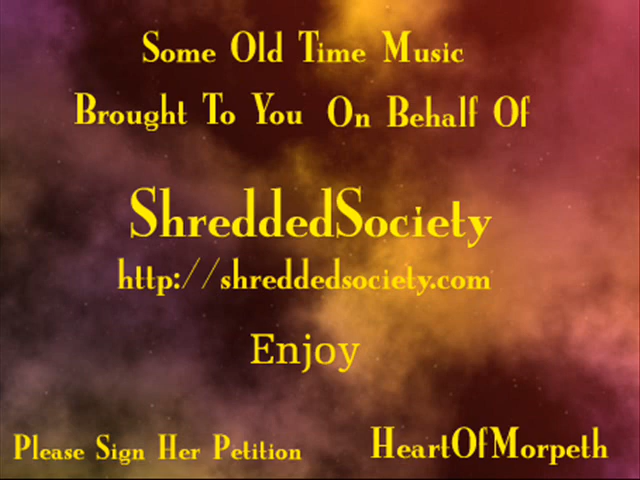 Some Old Time Music
Brought To You On Behalf Of
ShreddedSociety
http://shreddedsociety.com
Enjoy
Please Sign Her Petition HeartOfMorpeth